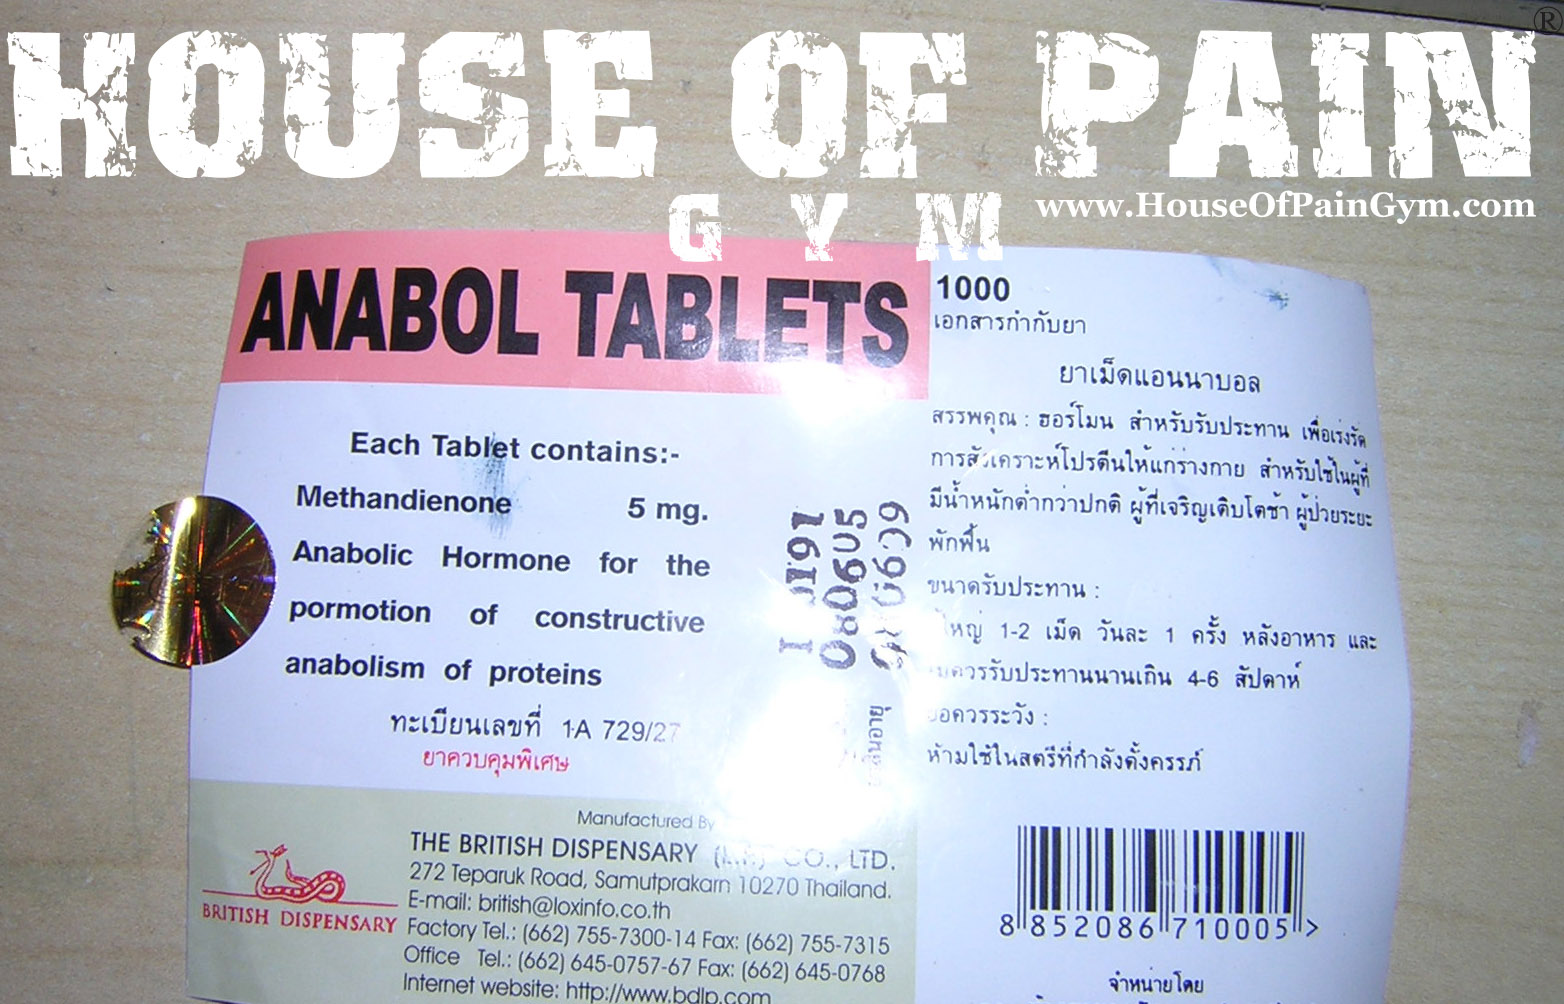 HOUSE OF PAIN®
GYM
www.HouseOfPainGym.com
ANABOL TABLETS
Each Tablet contains:-
Methandienone 5 mg.
Anabolic Hormone for the
pormotion of constructive
anabolism of proteins
ทะเบียนเลขที่ 1A 729/27
ยาควบคุมพิเศษ
080605
090699
Manufactured By
THE BRITISH DISPENSARY CO., LTD.
272 Teparuk Road, Samutprakarn 10270 Thailand.
E-mail: british@loxinfo.co.th
Factory Tel.: (662) 755-7300-14 Fax: (662) 755-7315
Office Tel.: (662) 645-0757-67 Fax: (662) 645-0768
Internet website: http://www.bdlp.com
BRITISH DISPENSARY
1000
เอกสารกำกับยา
ยาเม็ดแอนนาบอล
สรรพคุณ : ฮอร์โมน สำหรับรับประทาน เพื่อเร่งรัด
การสังเคราะห์โปรตีนให้แก่ร่างกาย สำหรับใช้ในผู้ที่
มีน้ำหนักต่ำกว่าปกติ ผู้ที่เจริญเติบโตช้า ผู้ป่วยระยะ
พักฟื้น
ขนาดรับประทาน :
1-2 เม็ด วันละ 1 ครั้ง หลังอาหาร และ
ไม่ควรรับประทานนานเกิน 4-6 สัปดาห์
ข้อควรระวัง :
ห้ามใช้ในสตรีที่กำลังตั้งครรภ์
8 852086 710005 >
จำหน่ายโดย